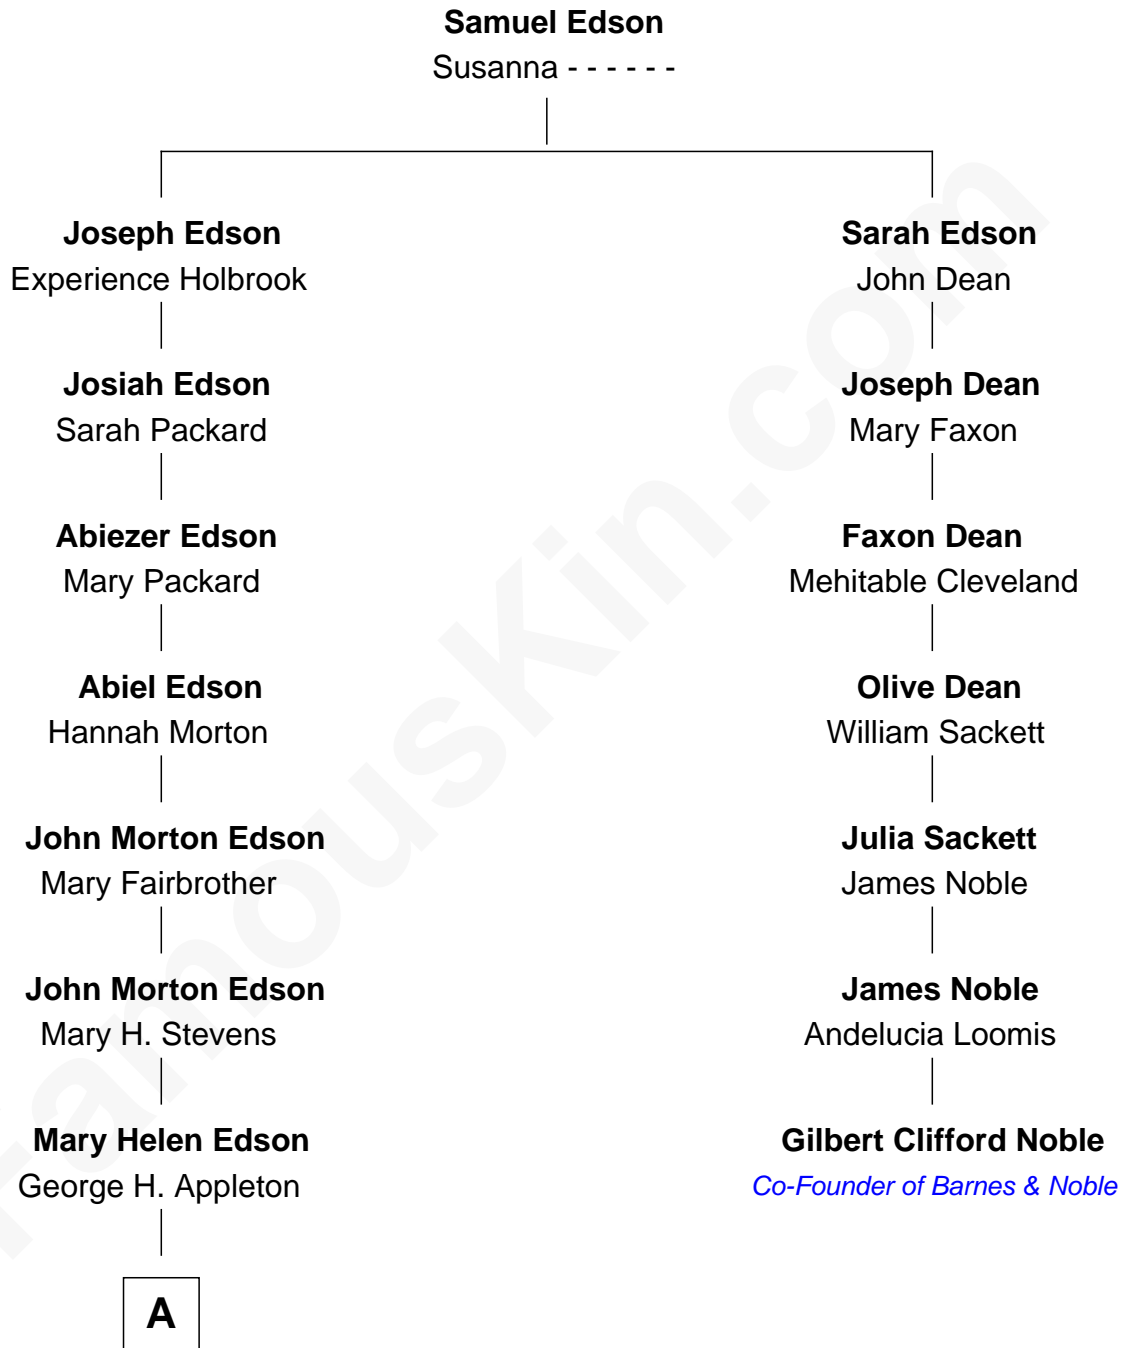 Samuel Edson
Susanna - - - - - -
Joseph Edson
Experience Holbrook
Sarah Edson
John Dean
Josiah Edson
Sarah Packard
Joseph Dean
Mary Faxon
Abiezer Edson
Mary Packard
Faxon Dean
Mehitable Cleveland
Abiel Edson
Hannah Morton
Olive Dean
William Sackett
John Morton Edson
Mary Fairbrother
Julia Sackett
James Noble
John Morton Edson
Mary H. Stevens
James Noble
Andelucia Loomis
Mary Helen Edson
George H. Appleton
Gilbert Clifford Noble
Co-Founder of Barnes & Noble
A
FamousKin.com